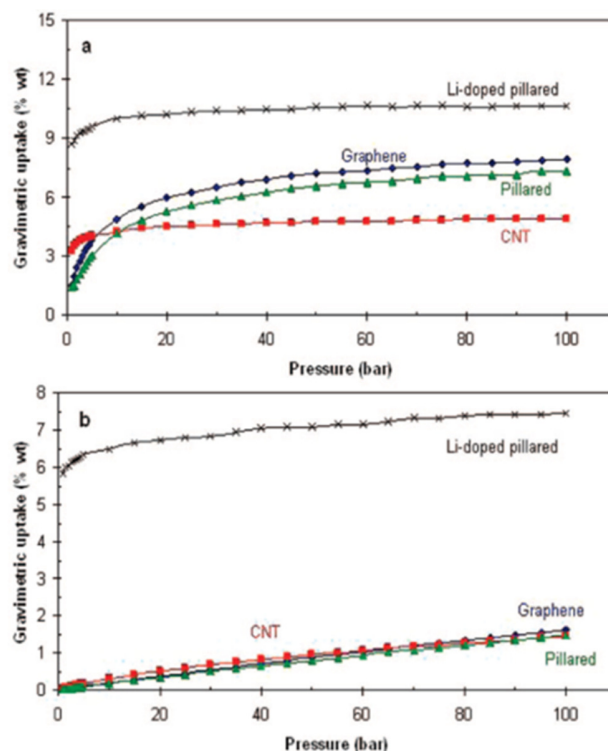 15
a
12
Li-doped pillared
9
Graphene
Pillared
6
CNT
3
0
0 20 40 60 80 100
Gravimetric uptake (% wt)
Pressure (bar)
8
b
7
6
Li-doped pillared
5
4
3
2
CNT
Graphene
1
Pillared
0
0 20 40 60 80 100
Gravimetric uptake (% wt)
Pressure (bar)